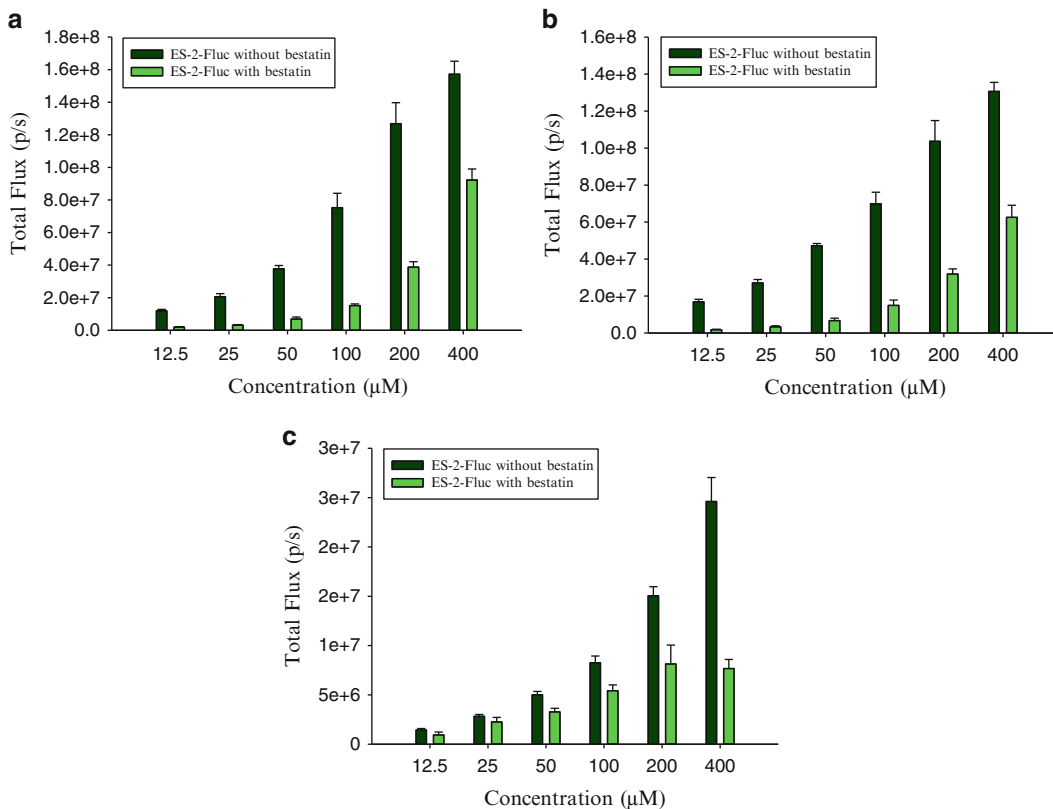 a
1.8e+8
1.6e+8
1.4e+8
1.2e+8
1.0e+8
8.0e+7
6.0e+7
4.0e+7
2.0e+7
0.0
Total Flux (p/s)
ES-2-Fluc without bestatin
ES-2-Fluc with bestatin
12.5 25 50 100 200 400
Concentration (µM)
b
1.6e+8
1.4e+8
1.2e+8
1.0e+8
8.0e+7
6.0e+7
4.0e+7
2.0e+7
0.0
Total Flux (p/s)
ES-2-Fluc without bestatin
ES-2-Fluc with bestatin
12.5 25 50 100 200 400
Concentration (µM)
c
3e+7
3e+7
2e+7
2e+7
1e+7
5e+6
0
Total Flux (p/s)
ES-2-Fluc without bestatin
ES-2-Fluc with bestatin
12.5 25 50 100 200 400
Concentration (µM)